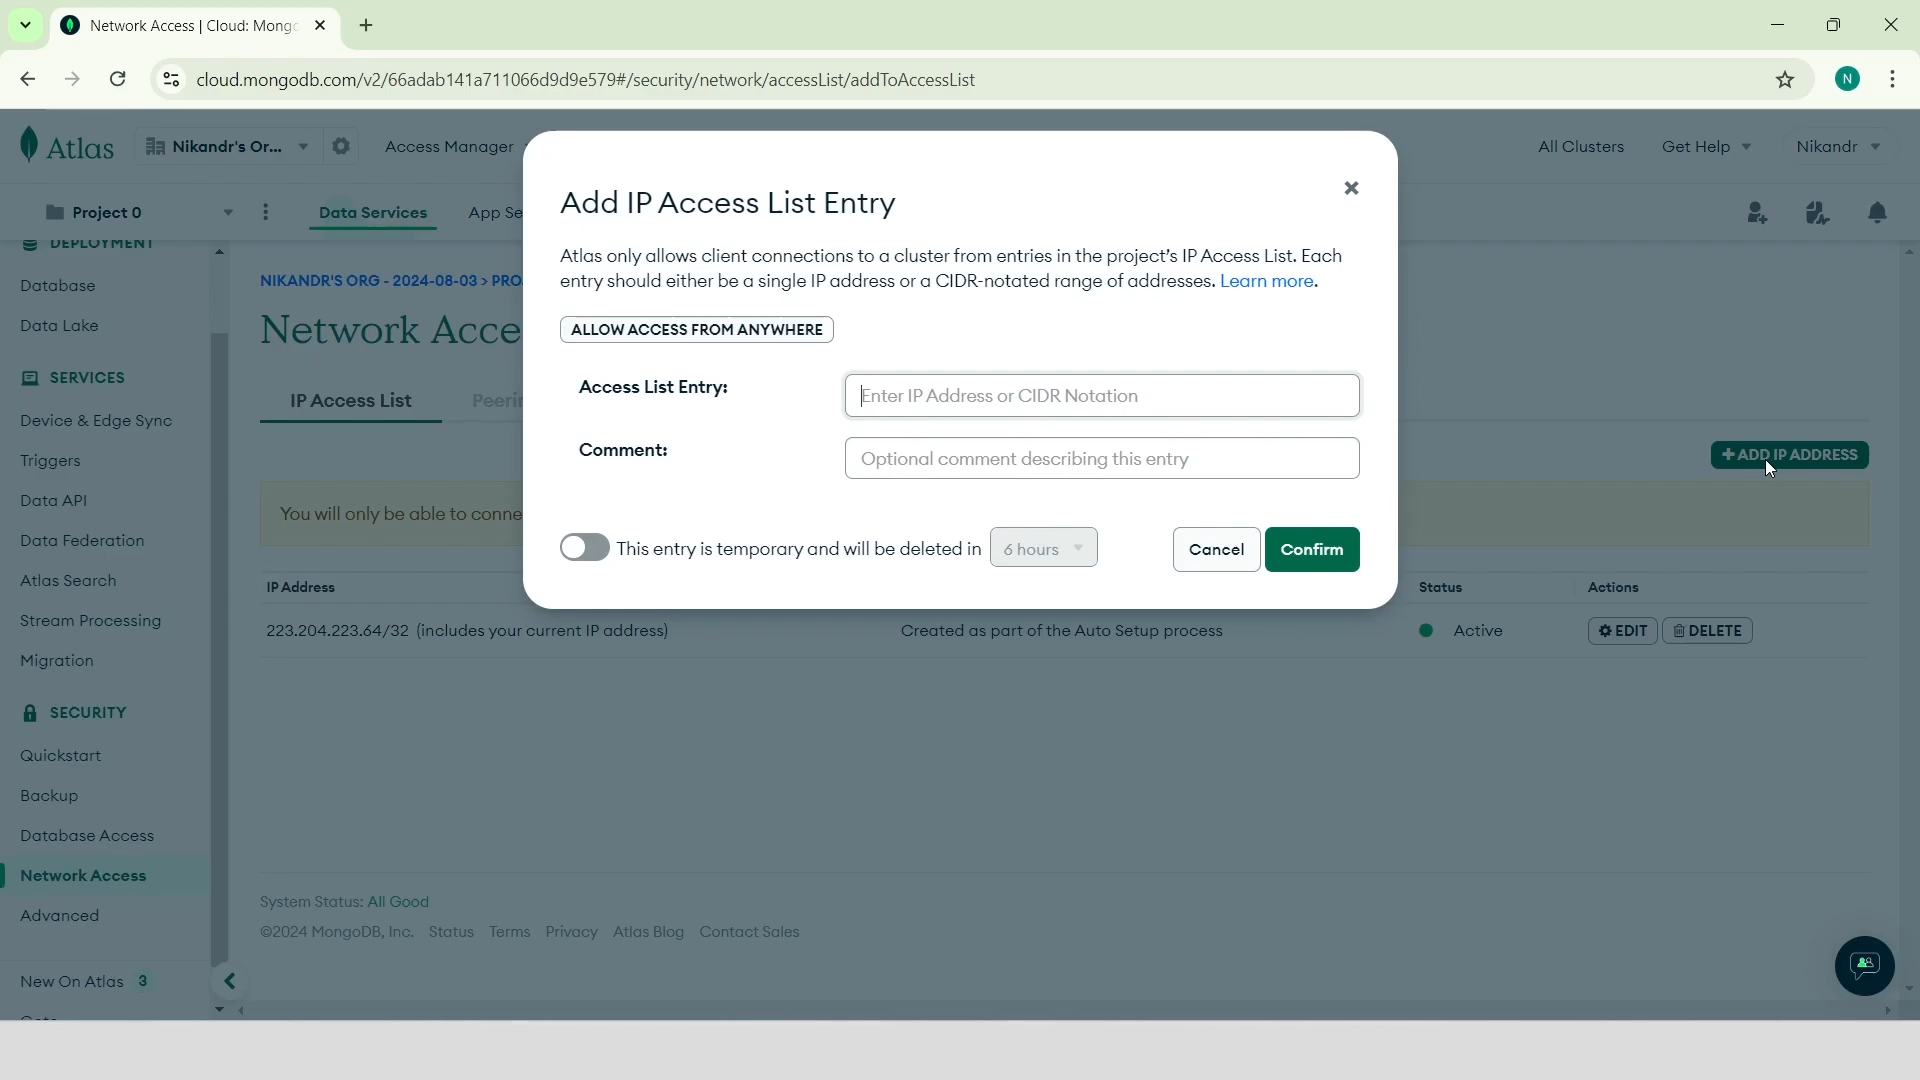 Network Access | Cloud: Mong
cloud.mongodb.com/v2/66adab141a711066d9d9e579#/security/network/accessList/addToAccessList
N
Atlas
Nikandr's Or...
Access Manager
All Clusters
Get Help
Nikandr
Project 0
Data Services
App Se
DEPLOYMENT
Database
Data Lake
SERVICES
Device & Edge Sync
Triggers
Data API
Data Federation
Atlas Search
Stream Processing
Migration
SECURITY
Quickstart
Backup
Database Access
Network Access
Advanced
New On Atlas 3
NIKANDR'S ORG - 2024-08-03 > PRO
Network Acce
IP Access List
Peerin
+ ADD IP ADDRESS
You will only be able to conne
Add IP Access List Entry
Atlas only allows client connections to a cluster from entries in the project's IP Access List. Each
entry should either be a single IP address or a CIDR-notated range of addresses. Learn more.
ALLOW ACCESS FROM ANYWHERE
Access List Entry:
Enter IP Address or CIDR Notation
Comment:
Optional comment describing this entry
This entry is temporary and will be deleted in
6 hours
Cancel
Confirm
IP Address
Status
Actions
223.204.223.64/32 (includes your current IP address)
Created as part of the Auto Setup process
Active
EDIT
DELETE
System Status: All Good
©2024 MongoDB, Inc. Status Terms Privacy Atlas Blog Contact Sales